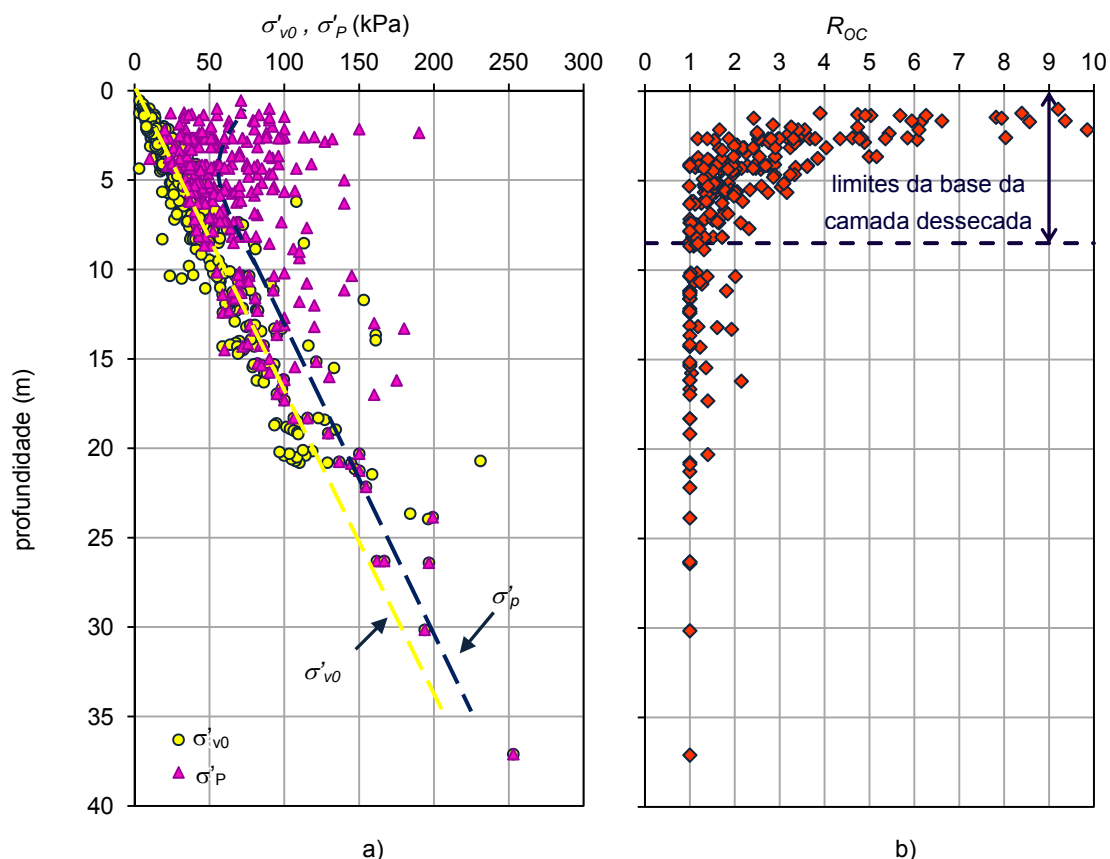 σ'v0 , σ'P (kPa)
0 50 100 150 200 250 300
0
5
10
15
20
25
30
35
40
profundidade (m)
σ'p
σ'v0
σ'v0
σ'P
a)
ROC
0 1 2 3 4 5 6 7 8 9 10
limites da base da
camada dessecada
b)